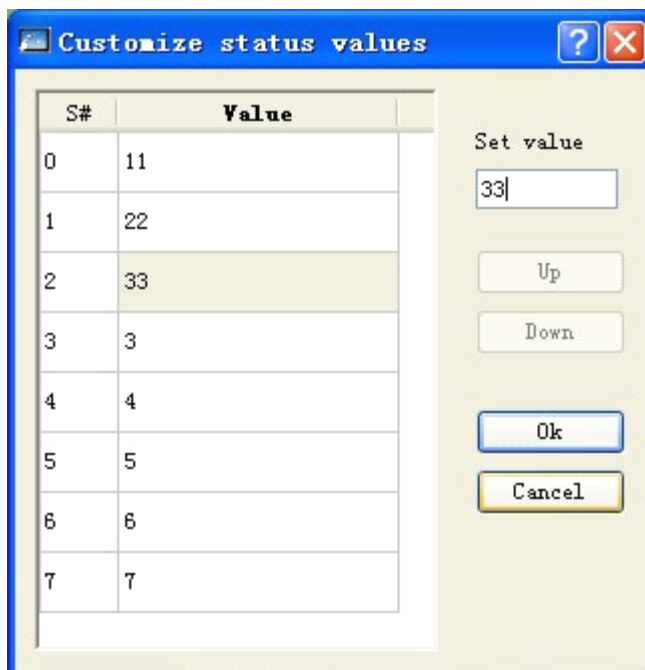 Customize status values
S# Value
0 11
1 22
2 33
3 3
4 4
5 5
6 6
7 7
Set value
33
Up
Down
Ok
Cancel